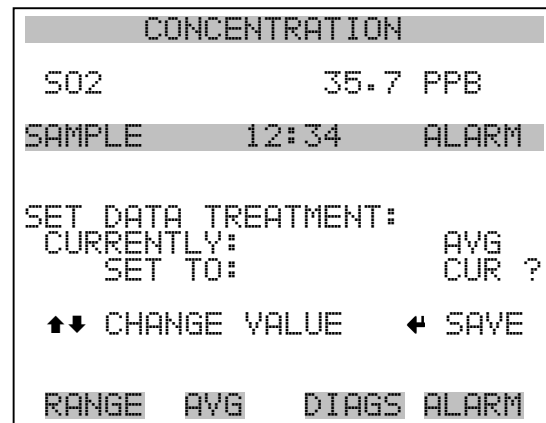 CONCENTRATION
SO2 35.7 PPB
SAMPLE 12:34 ALARM
SET DATA TREATMENT:
CURRENTLY: AVG
SET TO: CUR ?
⬆⬇ CHANGE VALUE ↵ SAVE
RANGE AVG DIAGS ALARM